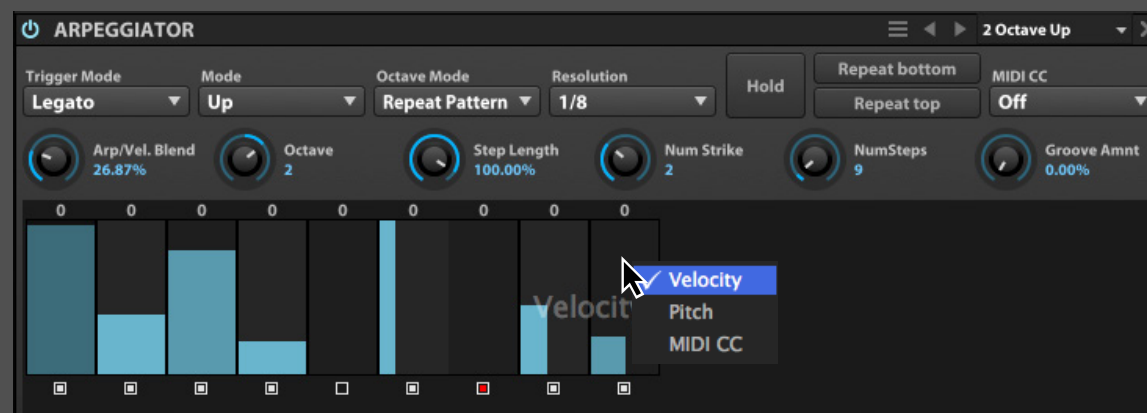 ARPEGGIATOR 2 Octave Up
Trigger Mode Mode Octave Mode Resolution Hold Repeat bottom MIDI CC
Legato Up Repeat Pattern 1/8 Repeat top Off
Arp/Vel. Blend Octave Step Length Num Strike NumSteps Groove Amnt
26.87% 2 100.00% 2 9 0.00%
0 0 0 0 0 0 0 0 0
Velocity
Velocit
Pitch
MIDI CC